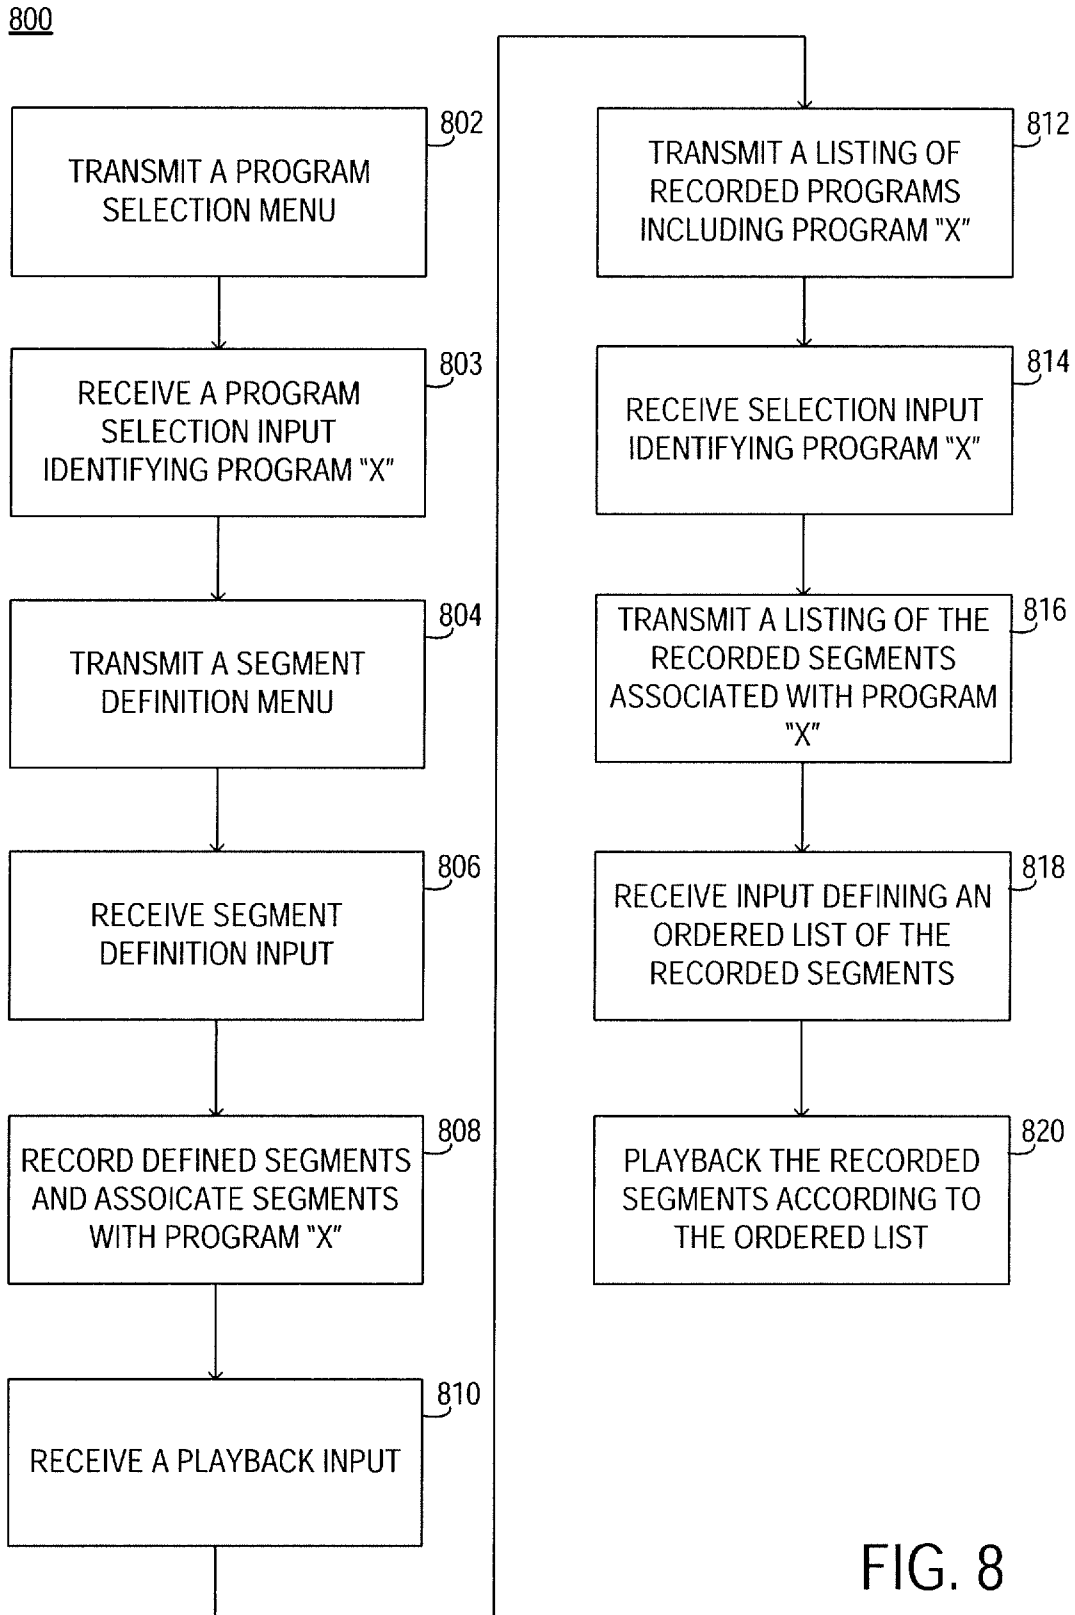 800
802
TRANSMIT A PROGRAM
SELECTION MENU
803
RECEIVE A PROGRAM
SELECTION INPUT
IDENTIFYING PROGRAM "X"
804
TRANSMIT A SEGMENT
DEFINITION MENU
806
RECEIVE SEGMENT
DEFINITION INPUT
808
RECORD DEFINED SEGMENTS
AND ASSOICATE SEGMENTS
WITH PROGRAM "X"
810
RECEIVE A PLAYBACK INPUT
812
TRANSMIT A LISTING OF
RECORDED PROGRAMS
INCLUDING PROGRAM "X"
814
RECEIVE SELECTION INPUT
IDENTIFYING PROGRAM "X"
816
TRANSMIT A LISTING OF THE
RECORDED SEGMENTS
ASSOCIATED WITH PROGRAM
"X"
818
RECEIVE INPUT DEFINING AN
ORDERED LIST OF THE
RECORDED SEGMENTS
820
PLAYBACK THE RECORDED
SEGMENTS ACCORDING TO
THE ORDERED LIST
FIG. 8